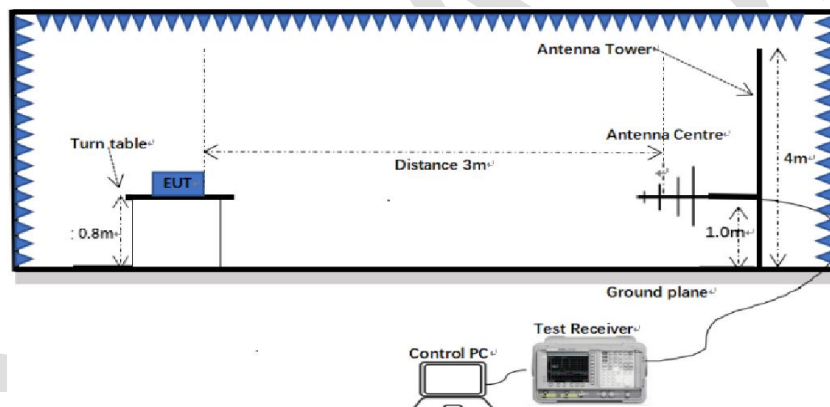 Antenna Tower
Turn table
Antenna Centre
Distance 3m
4m
EUT
: 0.8m
1.0m
Ground plane
Test Receiver
Control PC